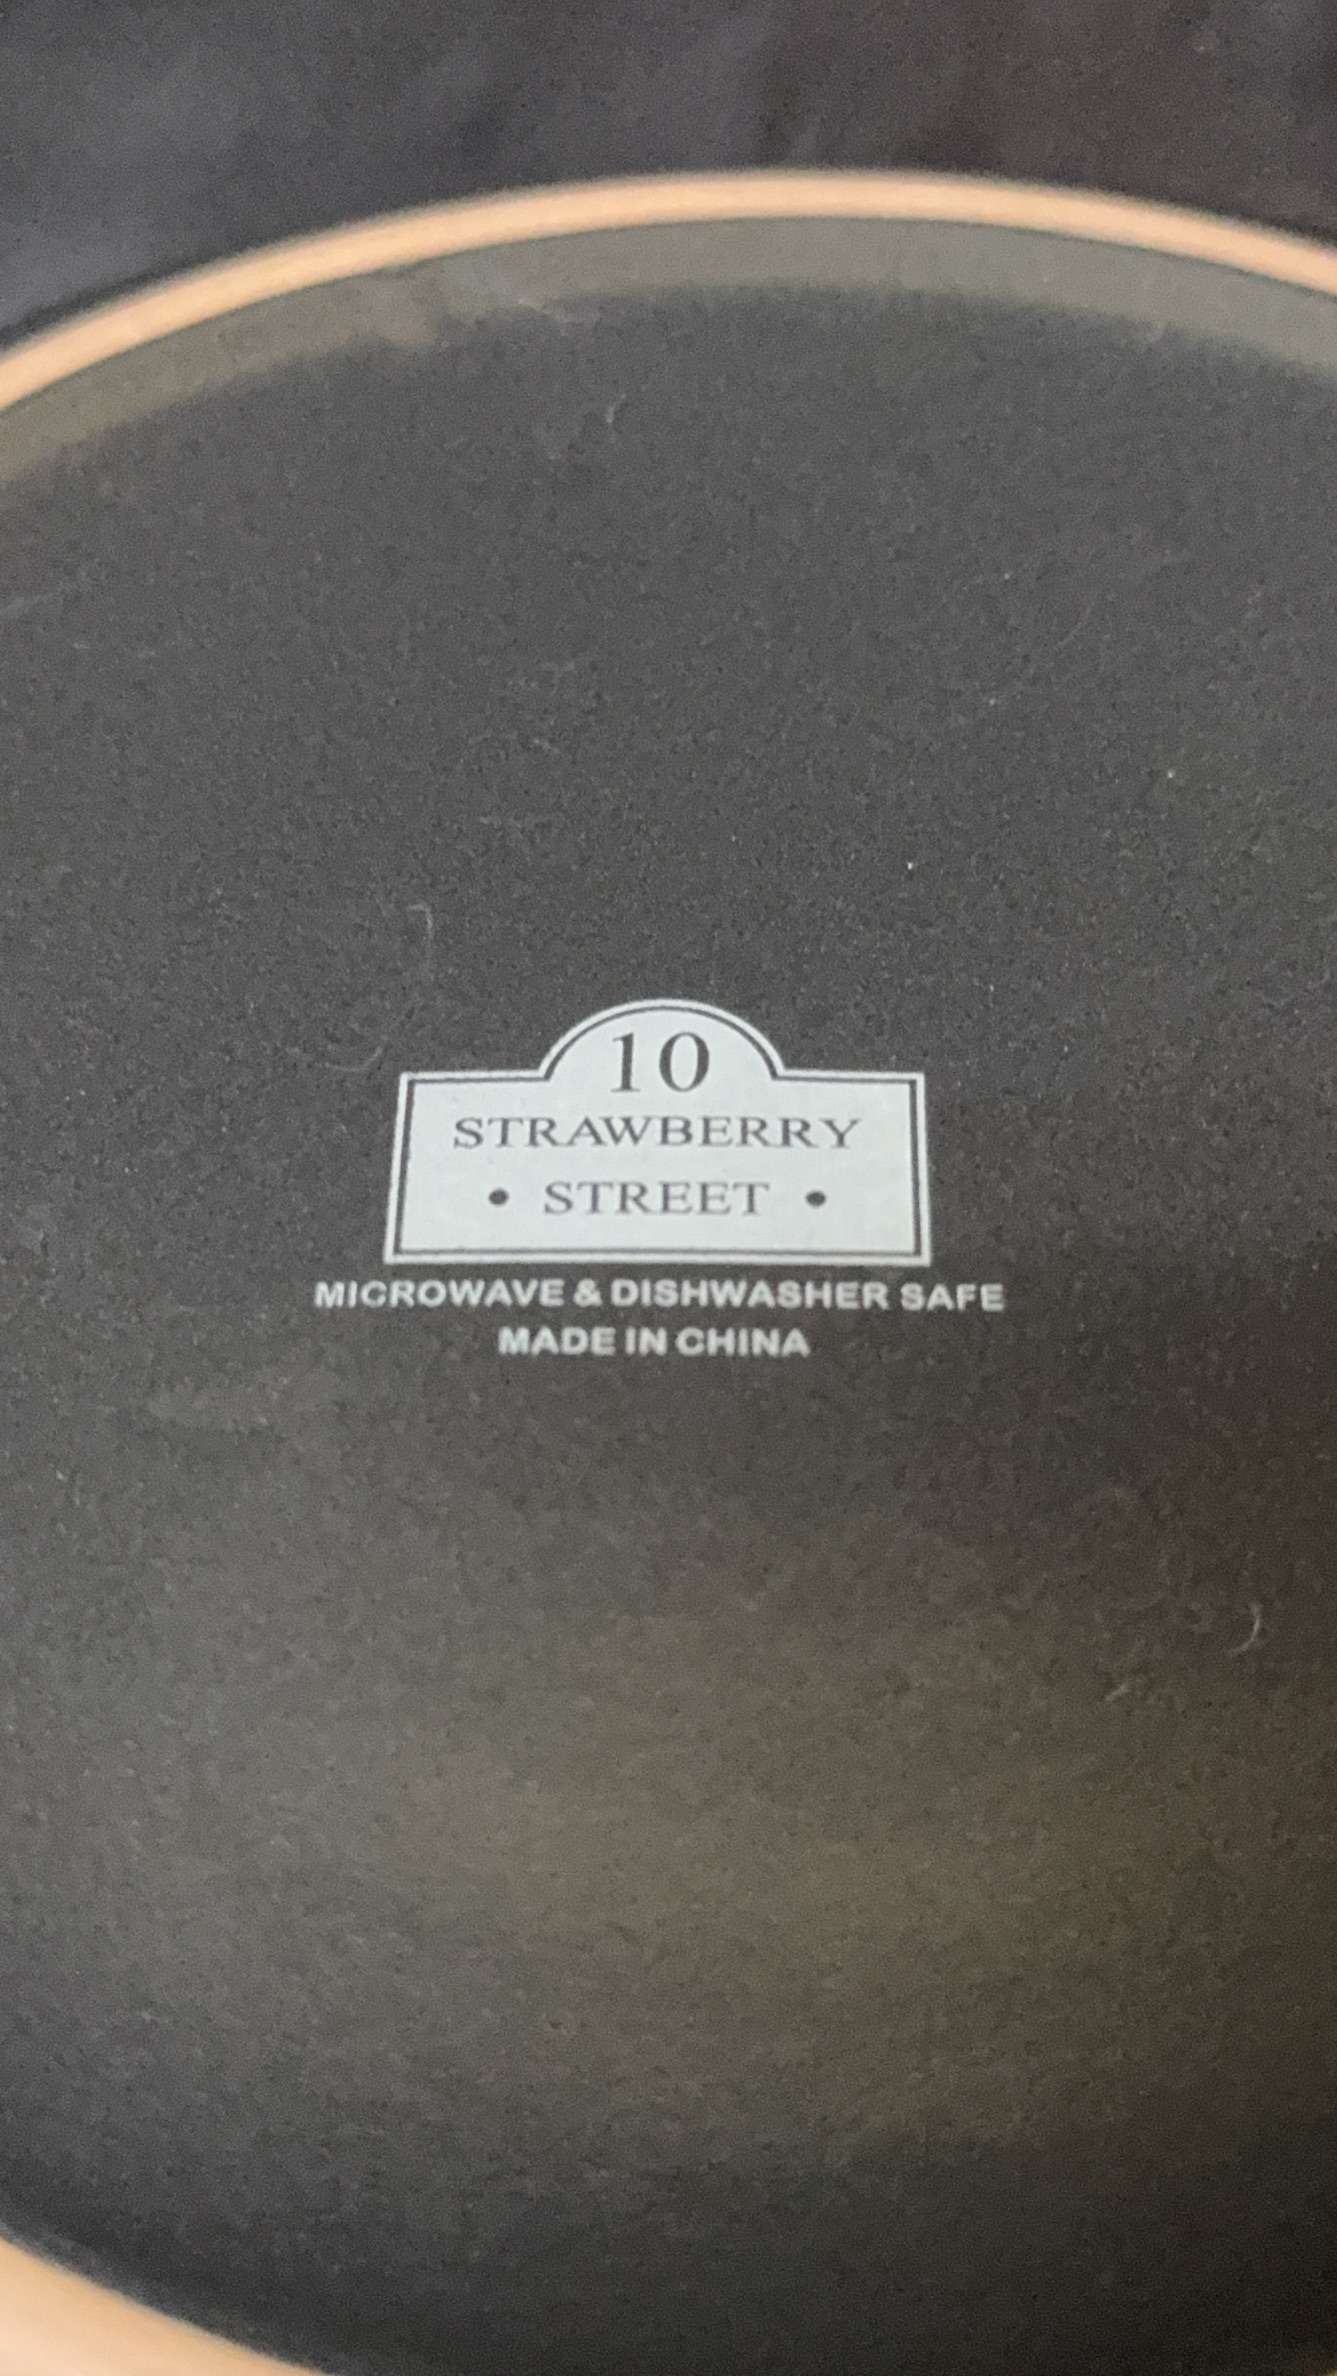 10
STRAWBERRY
• STREET •
MICROWAVE & DISHWASHER SAFE
MADE IN CHINA